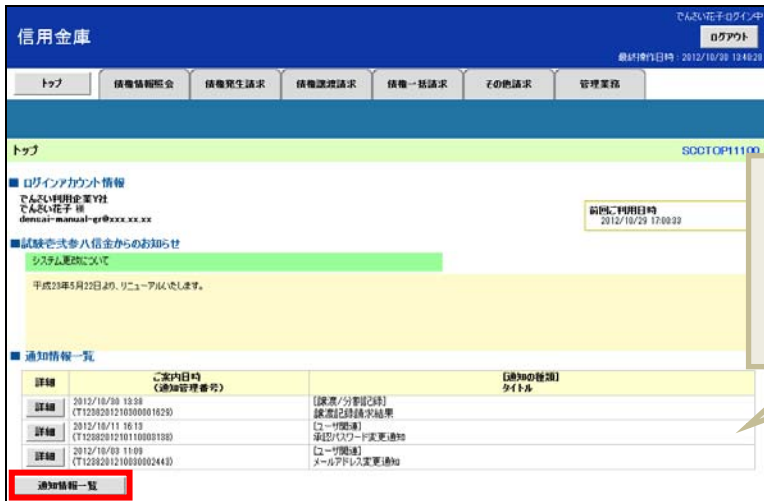 でんさい花子ログイン中
信用金庫
ログアウト
最終操作日時：2012/10/30 13:40:28
トップ 債権情報照会 債権発生請求 債権譲渡請求 債権一括請求 その他請求 管理業務
トップ SCCTOP11100
■ ログインアカウント情報
でんさい利用企業Y社
でんさい花子 様
densai-manual-gr@xxx.xx.xx
前回ご利用日時
2012/10/29 17:00:33
■試験壱弐参八信金からのお知らせ
システム更改について
平成23年5月22日より、リニューアルいたします。
■ 通知情報一覧
詳細 ご案内日時 [通知の種類]
（通知管理番号） タイトル
詳細 2012/10/30 13:38 [譲渡/分割記録]
(T1238201210300001629) 譲渡記録請求結果
詳細 2012/10/11 16:13 [ユーザ関連]
(T1238201210110003138) 承認パスワード変更通知
詳細 2012/10/03 11:09 [ユーザ関連]
(T1238201210030002443) メールアドレス変更通知
通知情報一覧